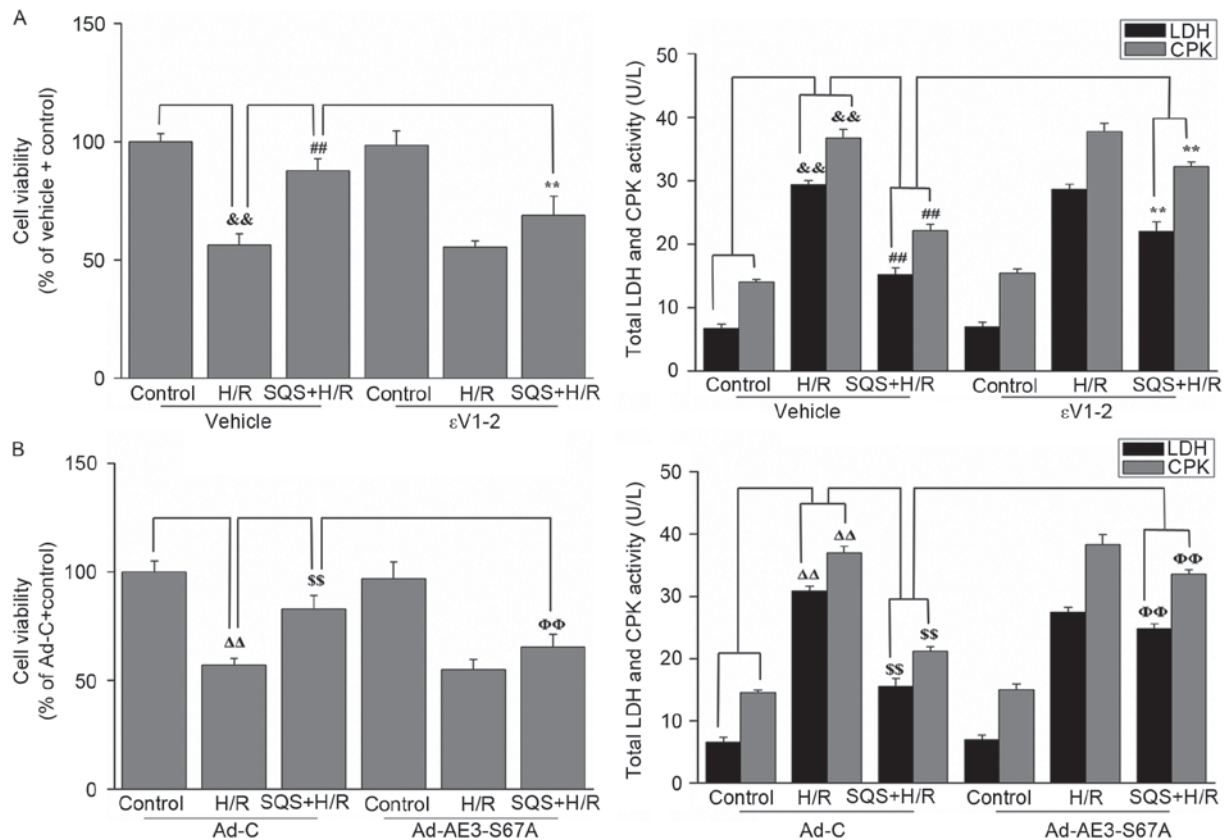 A
150
100
50
0
Cell viability
(% of vehicle + control)
&&
##
**
Control H/R SQS+H/R Control H/R SQS+H/R
Vehicle εV1-2
LDH
CPK
50
40
30
20
10
0
Total LDH and CPK activity (U/L)
&& && ## ## ** **
Control H/R SQS+H/R Control H/R SQS+H/R
Vehicle εV1-2
B
150
100
50
0
Cell viability
(% of Ad-C+control)
ΔΔ
$$
ΦΦ
Control H/R SQS+H/R Control H/R SQS+H/R
Ad-C Ad-AE3-S67A
LDH
CPK
50
40
30
20
10
0
Total LDH and CPK activity (U/L)
ΔΔ ΔΔ $$ $$ ΦΦ ΦΦ
Control H/R SQS+H/R Control H/R SQS+H/R
Ad-C Ad-AE3-S67A